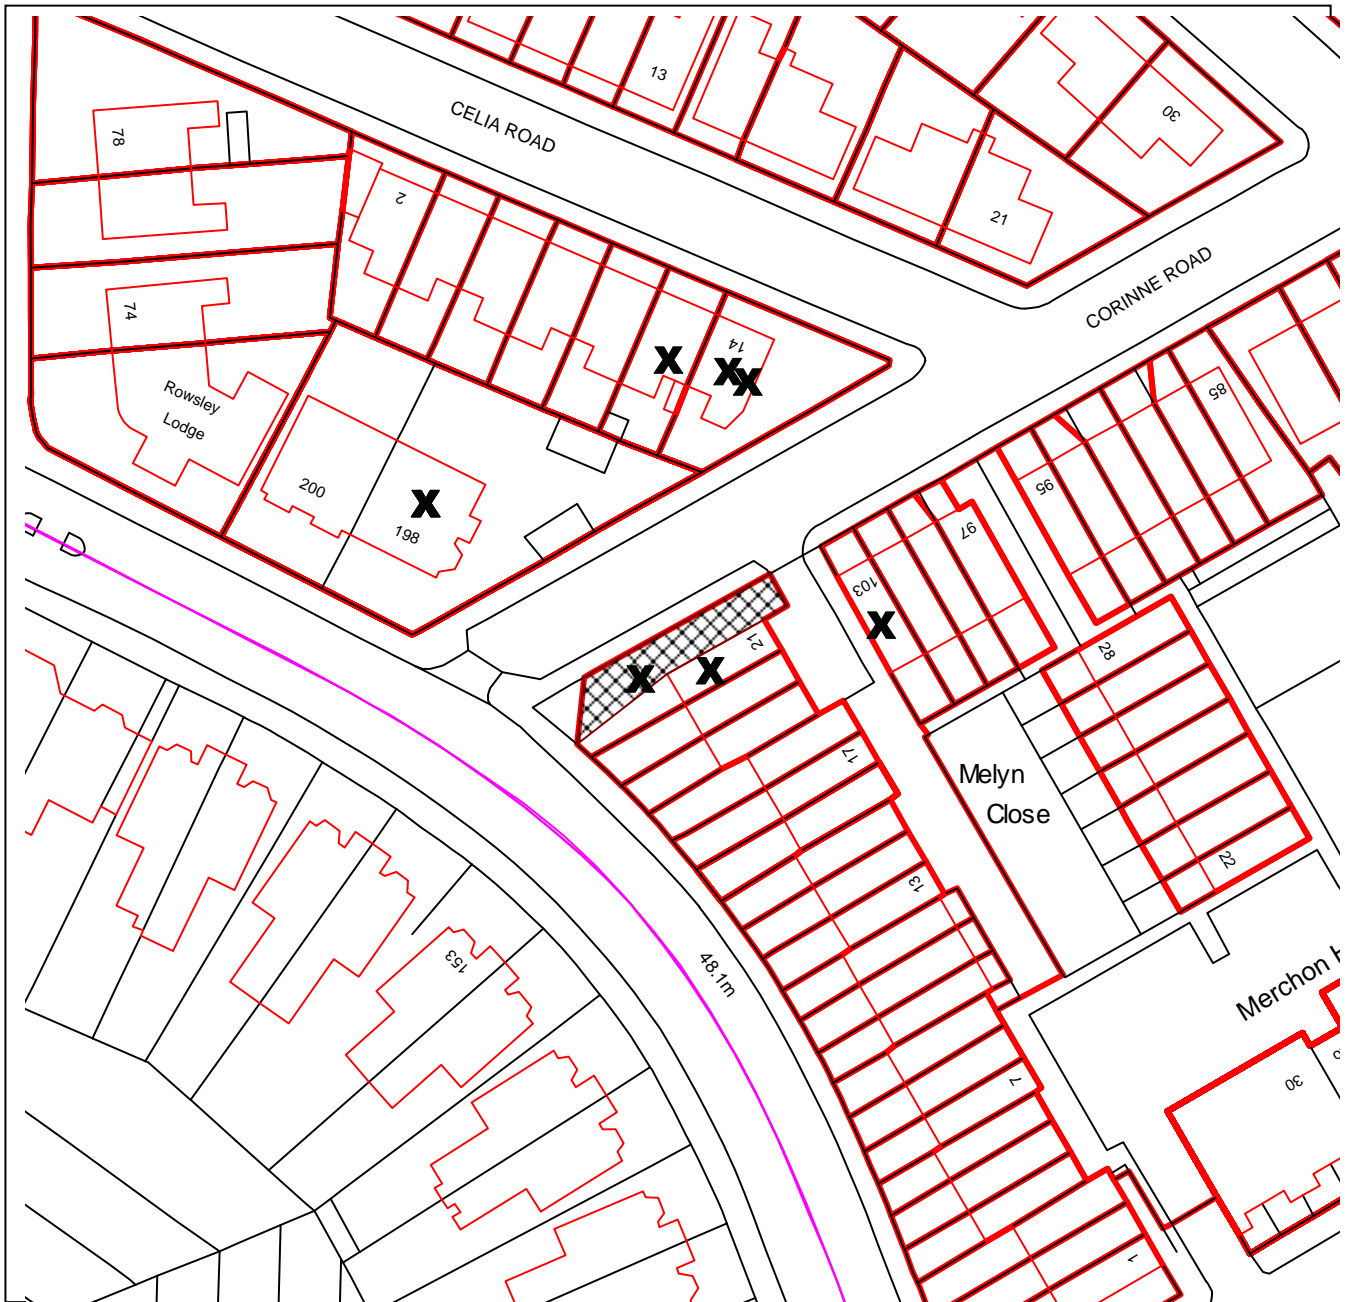 13
CELIA ROAD
30
78
2
21
CORINNE ROAD
74
14
Rowsley
Lodge
85
95
200
198
97
103
21
28
17
Melyn
Close
22
13
153
48.1m
Merchon H
7
30
1
X
X
X
X
X
X
X